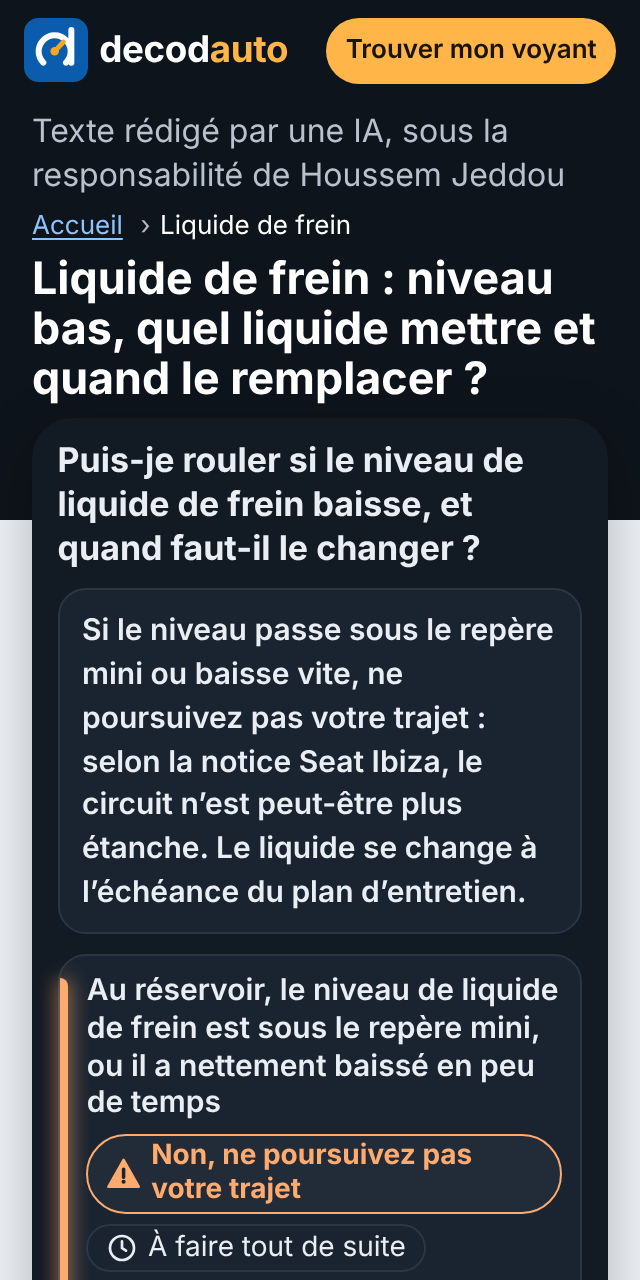 decodauto
Trouver mon voyant
Texte rédigé par une IA, sous la
responsabilité de Houssem Jeddou
Accueil › Liquide de frein
Liquide de frein : niveau
bas, quel liquide mettre et
quand le remplacer ?
Puis-je rouler si le niveau de
liquide de frein baisse, et
quand faut-il le changer ?
Si le niveau passe sous le repère
mini ou baisse vite, ne
poursuivez pas votre trajet :
selon la notice Seat Ibiza, le
circuit n’est peut-être plus
étanche. Le liquide se change à
l’échéance du plan d’entretien.
Au réservoir, le niveau de liquide
de frein est sous le repère mini,
ou il a nettement baissé en peu
de temps
Non, ne poursuivez pas
votre trajet
À faire tout de suite